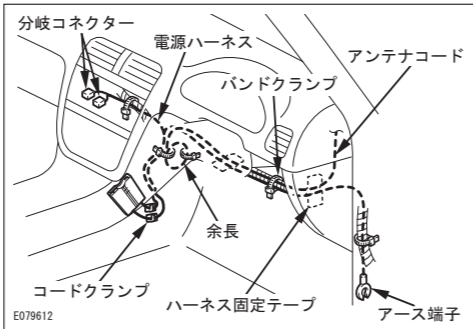 分岐コネクター
電源ハーネス
アンテナコード
バンドクランプ
余長
コードクランプ
ハーネス固定テープ
アース端子
E079612